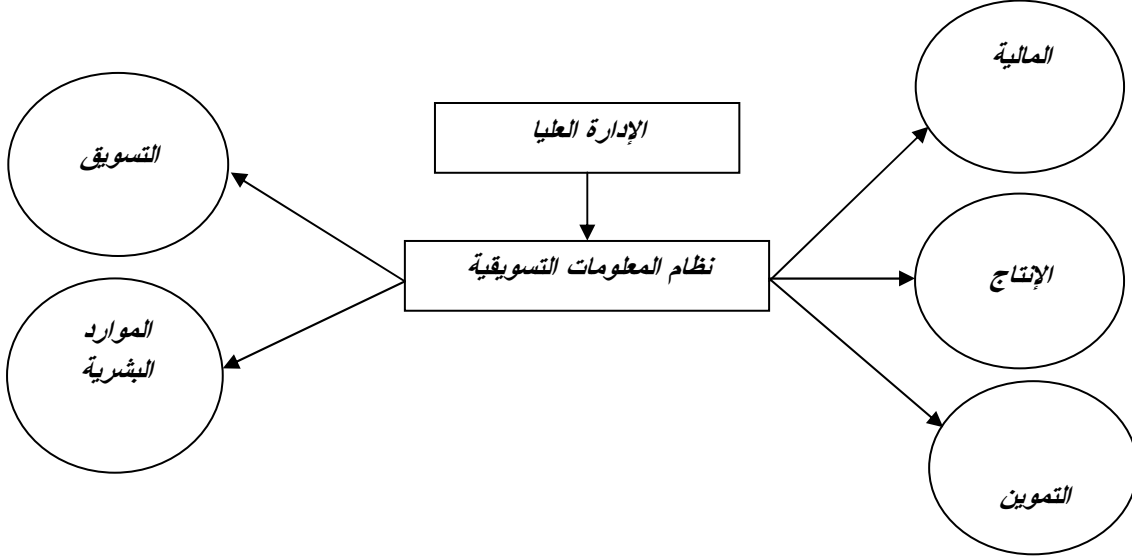 المالية
الإدارة العليا
التسويق
نظام المعلومات التسويقية
الإنتاج
الموارد
البشرية
التموين